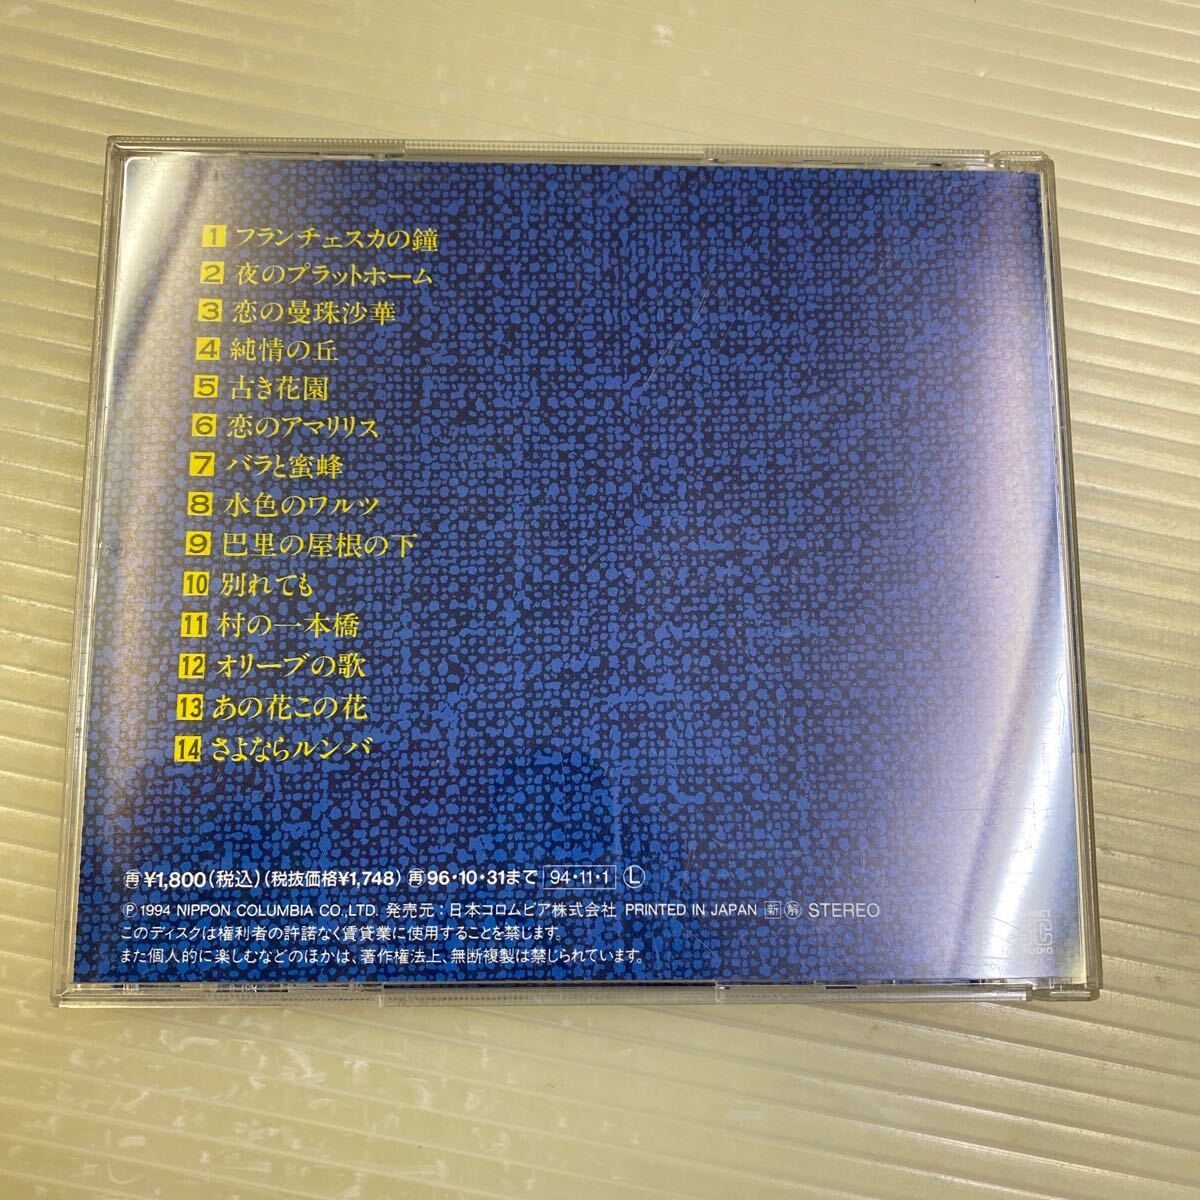 1 フランチェスカの鐘
2 夜のプラットホーム
3 恋の曼珠沙華
4 純情の丘
5 古き花園
6 恋のアマリリス
7 バラと蜜蜂
8 水色のワルツ
9 巴里の屋根の下
10 別れても
11 村の一本橋
12 オリーブの歌
13 あの花この花
14 さよならルンバ
再 ¥1,800(税込)(税抜価格¥1,748) 再 96・10・31まで 94・11・1 L
Ⓟ 1994 NIPPON COLUMBIA CO.,LTD. 発売元：日本コロムビア株式会社 PRINTED IN JAPAN 新 解 STEREO
このディスクは権利者の許諾なく賃貸業に使用することを禁じます。
また個人的に楽しむなどのほかは、著作権法上、無断複製は禁じられています。